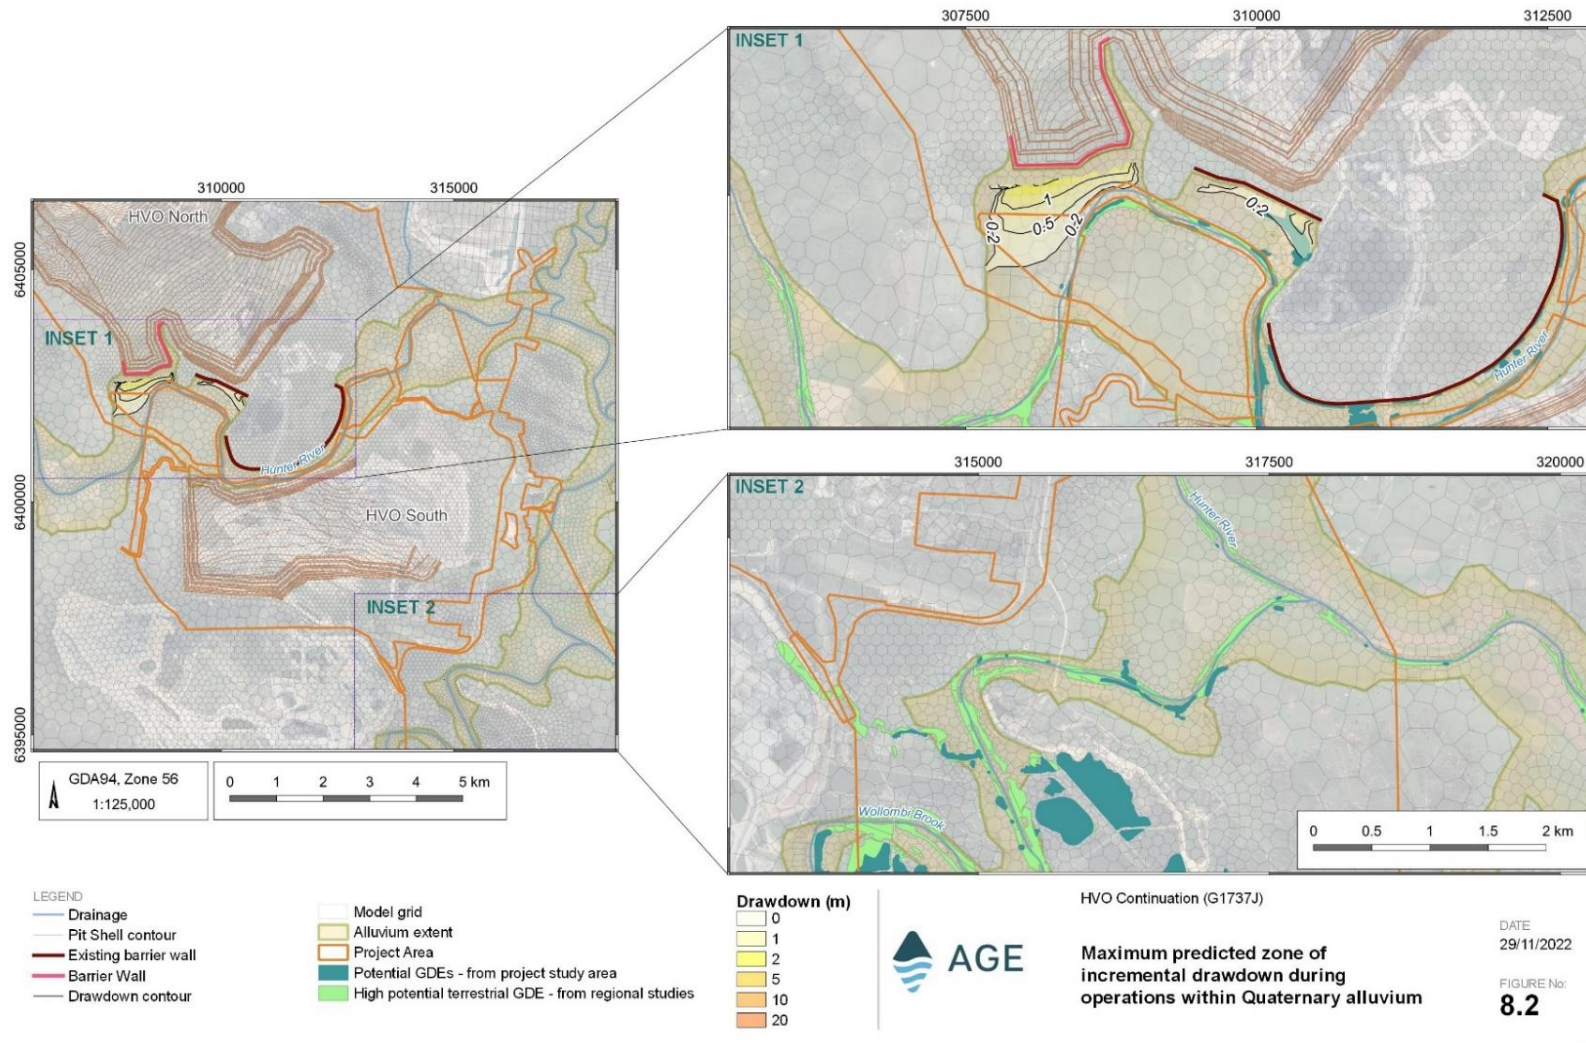 307500
310000
312500
INSET 1
1
0.5
0.2
0.2
0.2
Hunter River
310000
315000
HVO North
6405000
INSET 1
Hunter River
6400000
HVO South
INSET 2
6395000
315000
317500
320000
INSET 2
Hunter River
Wollombi Brook
0 0.5 1 1.5 2 km
GDA94, Zone 56
1:125,000
0 1 2 3 4 5 km
LEGEND
Drainage
Pit Shell contour
Existing barrier wall
Barrier Wall
Drawdown contour
Model grid
Alluvium extent
Project Area
Potential GDEs - from project study area
High potential terrestrial GDE - from regional studies
Drawdown (m)
0
1
2
5
10
20
AGE
HVO Continuation (G1737J)
Maximum predicted zone of
incremental drawdown during
operations within Quaternary alluvium
DATE
29/11/2022
FIGURE No:
8.2